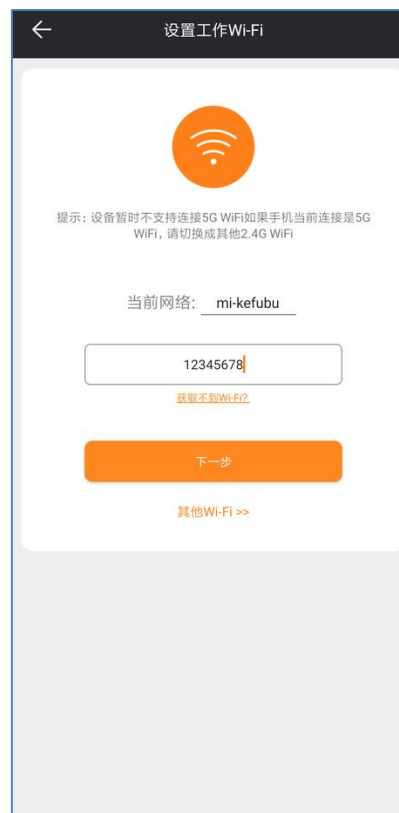 设置工作Wi-Fi
提示：设备暂时不支持连接5G WiFi如果手机当前连接是5G
WiFi，请切换成其他2.4G WiFi
当前网络: mi-kefubu
12345678
获取不到Wi-Fi?
下一步
其他Wi-Fi >>